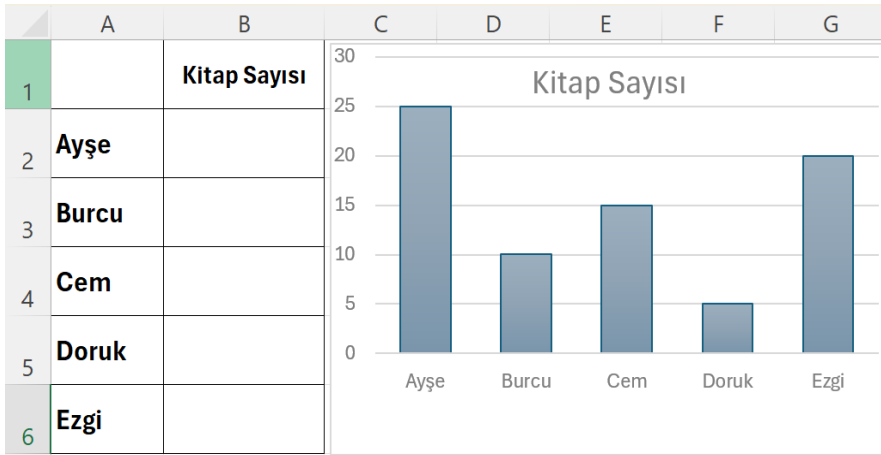 A B C D E F G
1 Kitap Sayısı
2 Ayşe
3 Burcu
4 Cem
5 Doruk
6 Ezgi
Kitap Sayısı
30
25
20
15
10
5
0
Ayşe Burcu Cem Doruk Ezgi